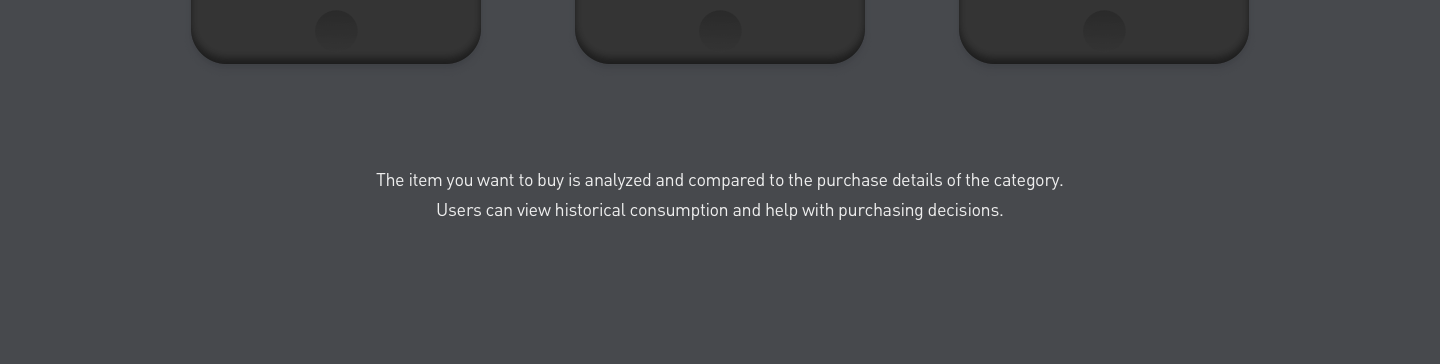 The item you want to buy is analyzed and compared to the purchase details of the category.
Users can view historical consumption and help with purchasing decisions.